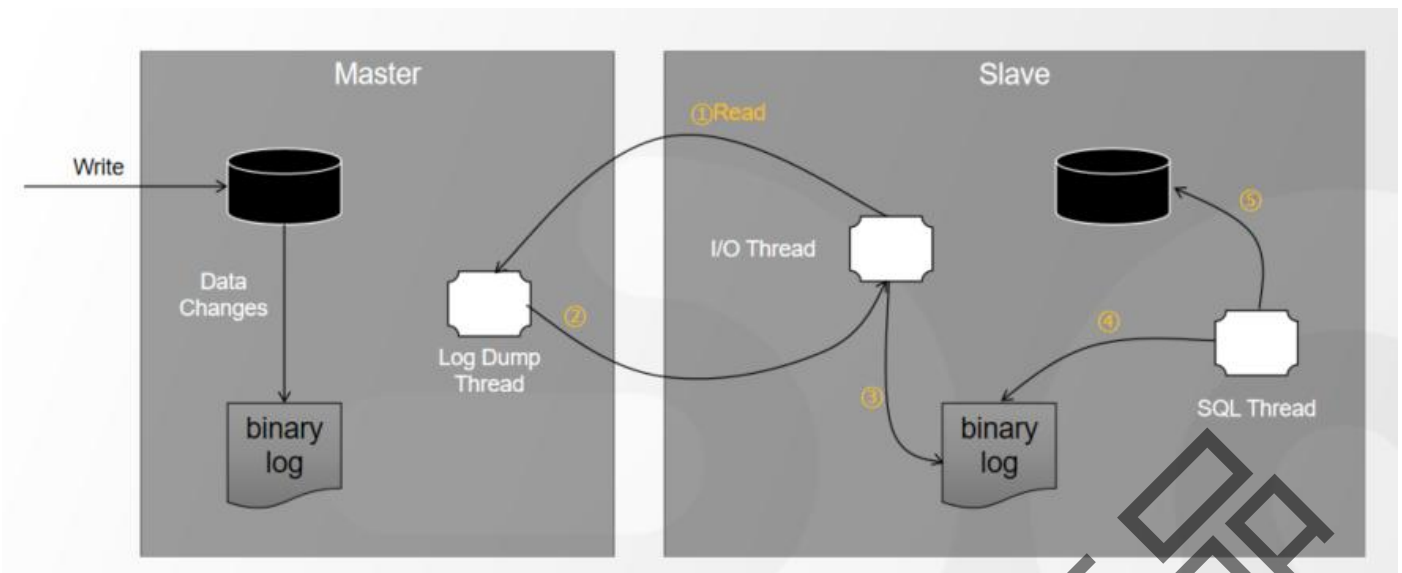 Master
Slave
①Read
Write
I/O Thread
⑤
Data
Changes
②
④
Log Dump
Thread
③
SQL Thread
binary
log
binary
log